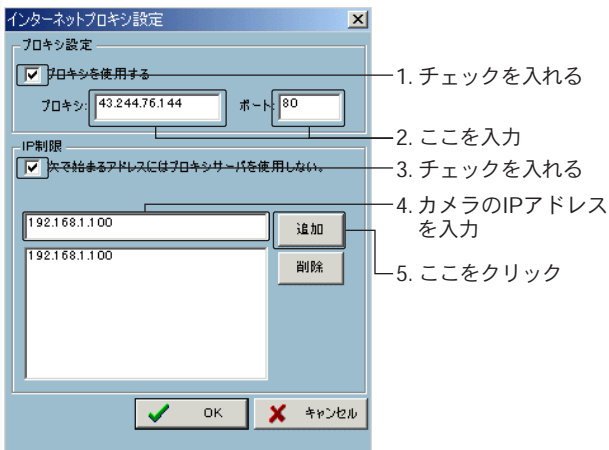 インターネットプロキシ設定
プロキシ設定
プロキシを使用する
1. チェックを入れる
プロキシ: 43.244.76.144 ポート: 80
2. ここを入力
IP制限
次で始まるアドレスにはプロキシサーバを使用しない。
3. チェックを入れる
4. カメラのIPアドレス
を入力
192.168.1.100
追加
192.168.1.100
削除
5. ここをクリック
OK
キャンセル